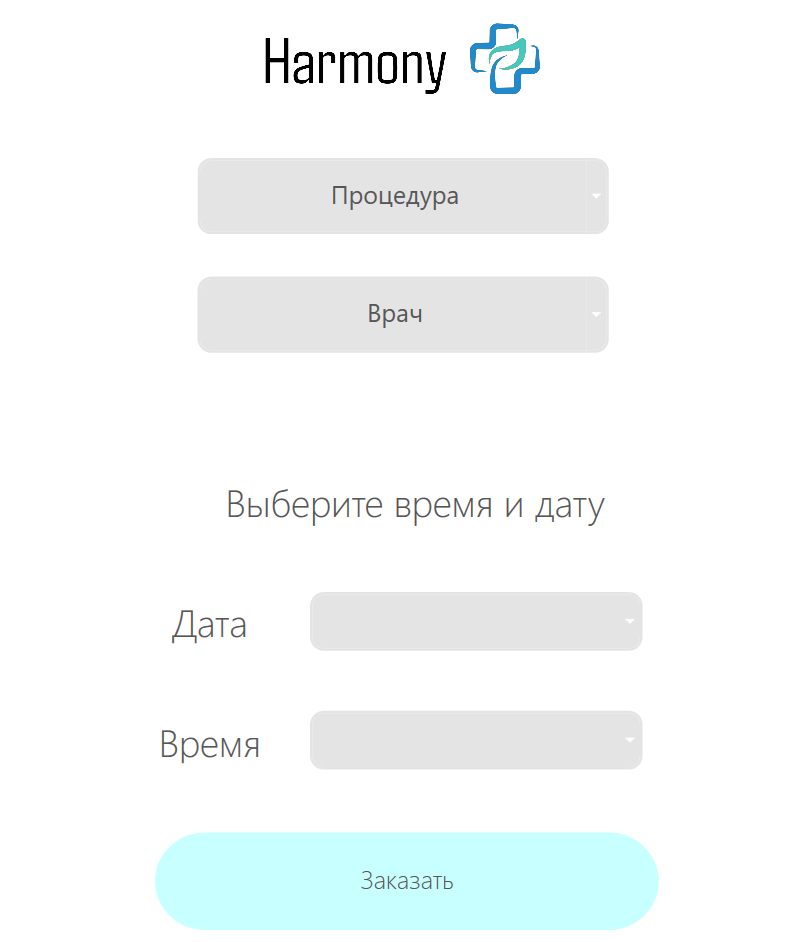 Harmony
Процедура
Врач
Выберите время и дату
Дата
Время
Заказать